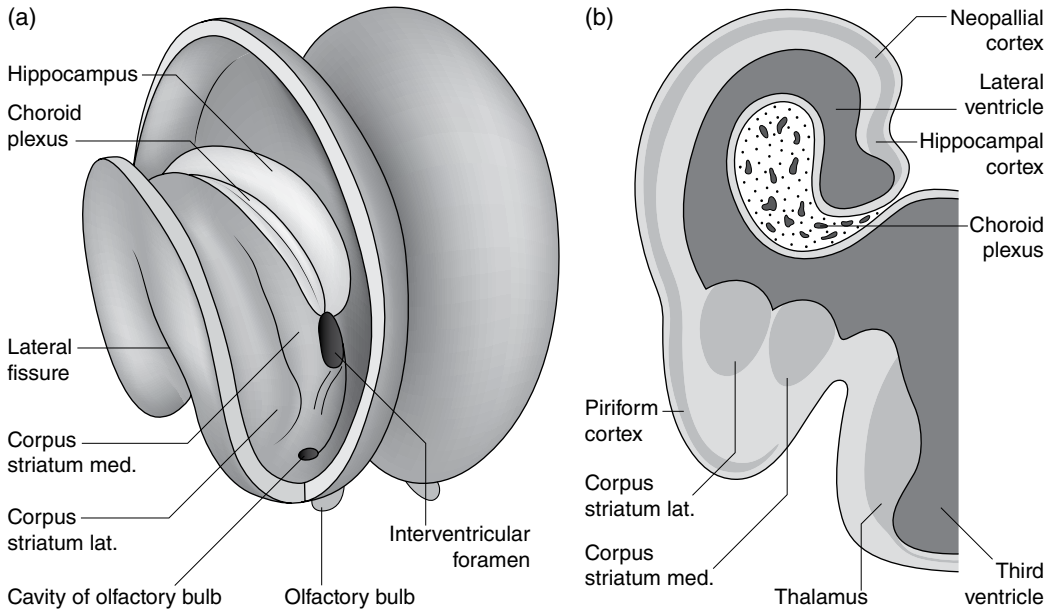 (a)
Hippocampus
Choroid
plexus
Lateral
fissure
Corpus
striatum med.
Corpus
striatum lat.
Cavity of olfactory bulb
Olfactory bulb
Interventricular
foramen
(b)
Neopallial
cortex
Lateral
ventricle
Hippocampal
cortex
Choroid
plexus
Piriform
cortex
Corpus
striatum lat.
Corpus
striatum med.
Thalamus
Third
ventricle